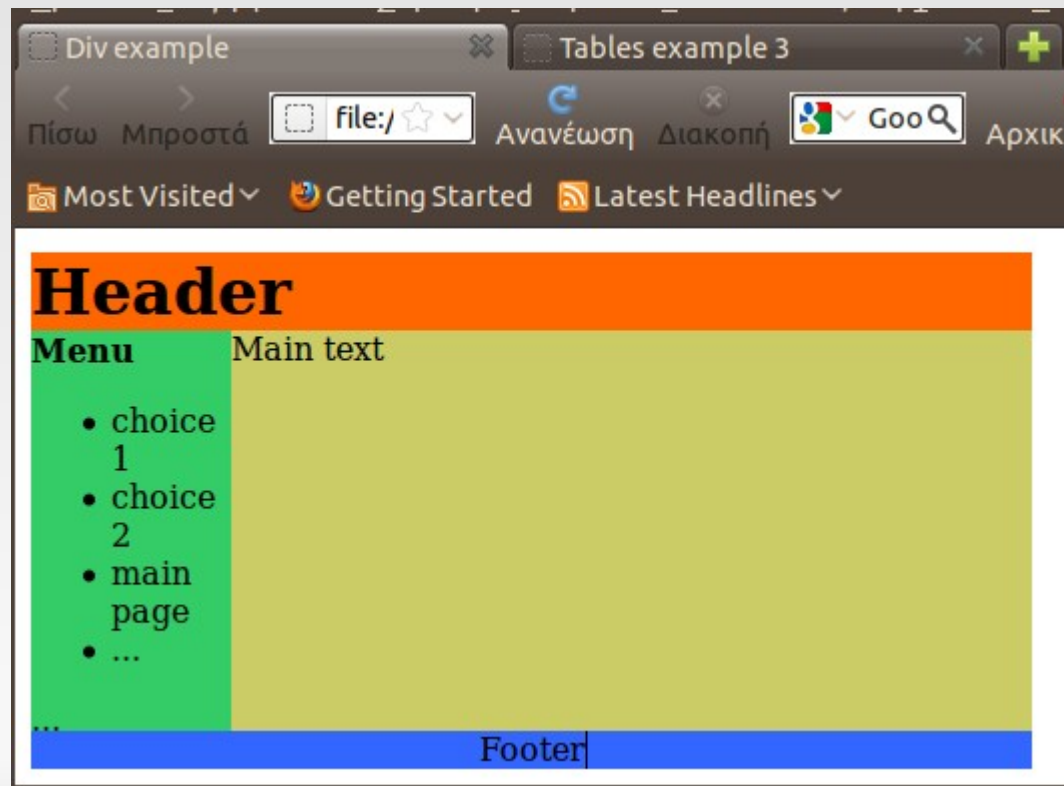 Div example Tables example 3
Πίσω Μπροστά file:/ Ανανέωση Διακοπή Goo Αρχικ
Most Visited Getting Started Latest Headlines
Header
Menu Main text
choice
1
choice
2
main
page
...
...
Footer